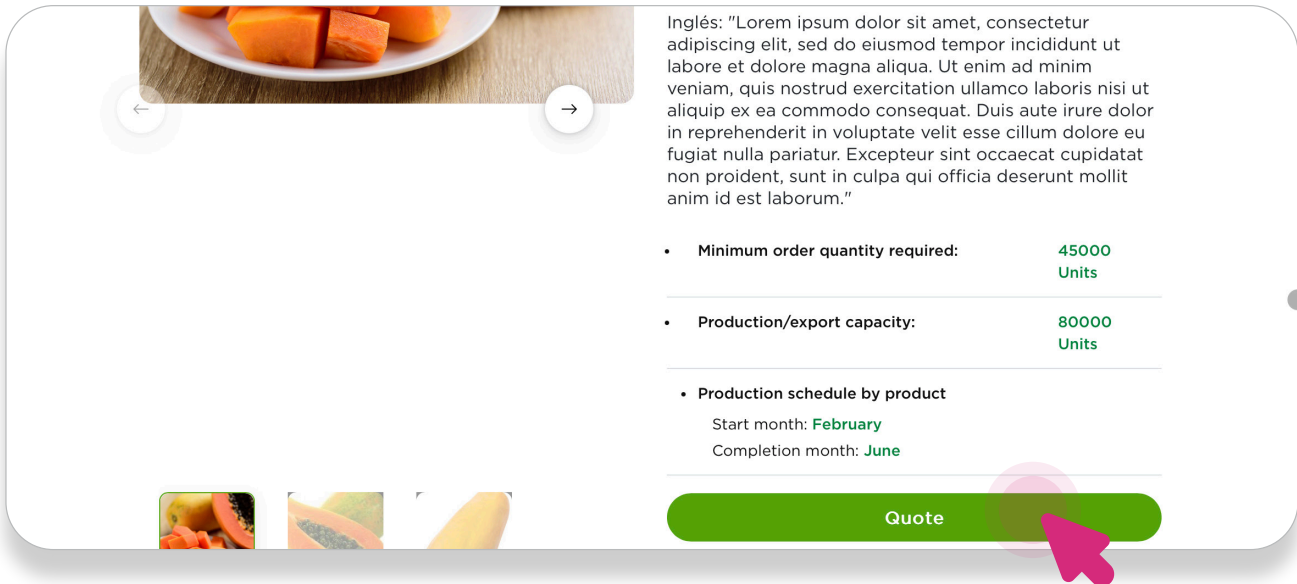 Inglés: "Lorem ipsum dolor sit amet, consectetur
adipiscing elit, sed do eiusmod tempor incididunt ut
labore et dolore magna aliqua. Ut enim ad minim
veniam, quis nostrud exercitation ullamco laboris nisi ut
aliquip ex ea commodo consequat. Duis aute irure dolor
in reprehenderit in voluptate velit esse cillum dolore eu
fugiat nulla pariatur. Excepteur sint occaecat cupidatat
non proident, sunt in culpa qui officia deserunt mollit
anim id est laborum."
• Minimum order quantity required: 45000
Units
• Production/export capacity: 80000
Units
• Production schedule by product
Start month: February
Completion month: June
Quote